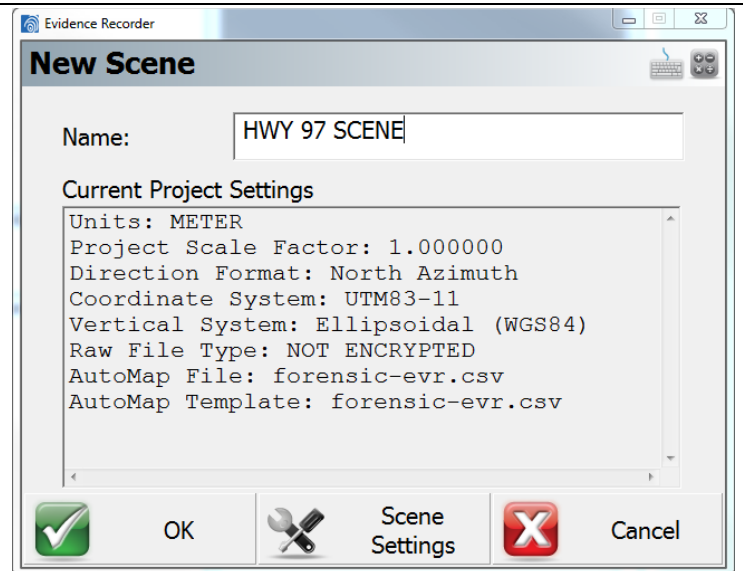 Evidence Recorder
New Scene
Name:
HWY 97 SCENE
Current Project Settings
Units: METER
Project Scale Factor: 1.000000
Direction Format: North Azimuth
Coordinate System: UTM83-11
Vertical System: Ellipsoidal (WGS84)
Raw File Type: NOT ENCRYPTED
AutoMap File: forensic-evr.csv
AutoMap Template: forensic-evr.csv
OK
Scene
Settings
Cancel